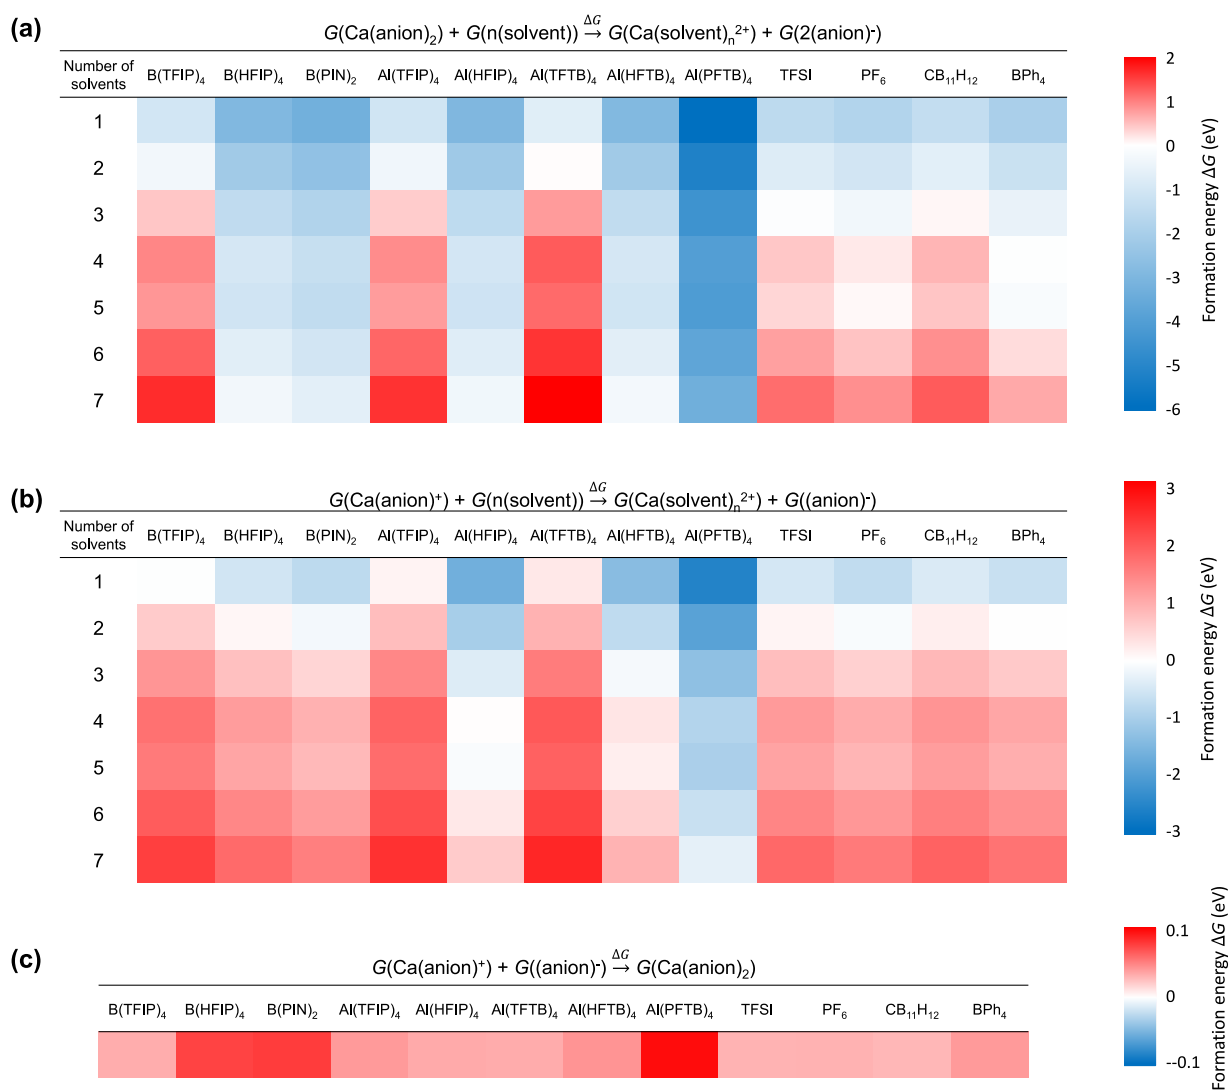 (a)
G(Ca(anion)₂) + G(n(solvent)) ΔG→ G(Ca(solvent)ₙ²⁺) + G(2(anion)⁻)
Number of solvents B(TFIP)₄ B(HFIP)₄ B(PIN)₂ Al(TFIP)₄ Al(HFIP)₄ Al(TFTB)₄ Al(HFTB)₄ Al(PFTB)₄ TFSI PF₆ CB₁₁H₁₂ BPh₄
1
2
3
4
5
6
7
2
1
0
-1
-2
-3
-4
-5
-6
Formation energy ΔG (eV)
(b)
G(Ca(anion)⁺) + G(n(solvent)) ΔG→ G(Ca(solvent)ₙ²⁺) + G((anion)⁻)
Number of solvents B(TFIP)₄ B(HFIP)₄ B(PIN)₂ Al(TFIP)₄ Al(HFIP)₄ Al(TFTB)₄ Al(HFTB)₄ Al(PFTB)₄ TFSI PF₆ CB₁₁H₁₂ BPh₄
1
2
3
4
5
6
7
3
2
1
0
-1
-2
-3
Formation energy ΔG (eV)
(c)
G(Ca(anion)⁺) + G((anion)⁻) ΔG→ G(Ca(anion)₂)
B(TFIP)₄ B(HFIP)₄ B(PIN)₂ Al(TFIP)₄ Al(HFIP)₄ Al(TFTB)₄ Al(HFTB)₄ Al(PFTB)₄ TFSI PF₆ CB₁₁H₁₂ BPh₄
0.1
0
--0.1
Formation energy ΔG (eV)